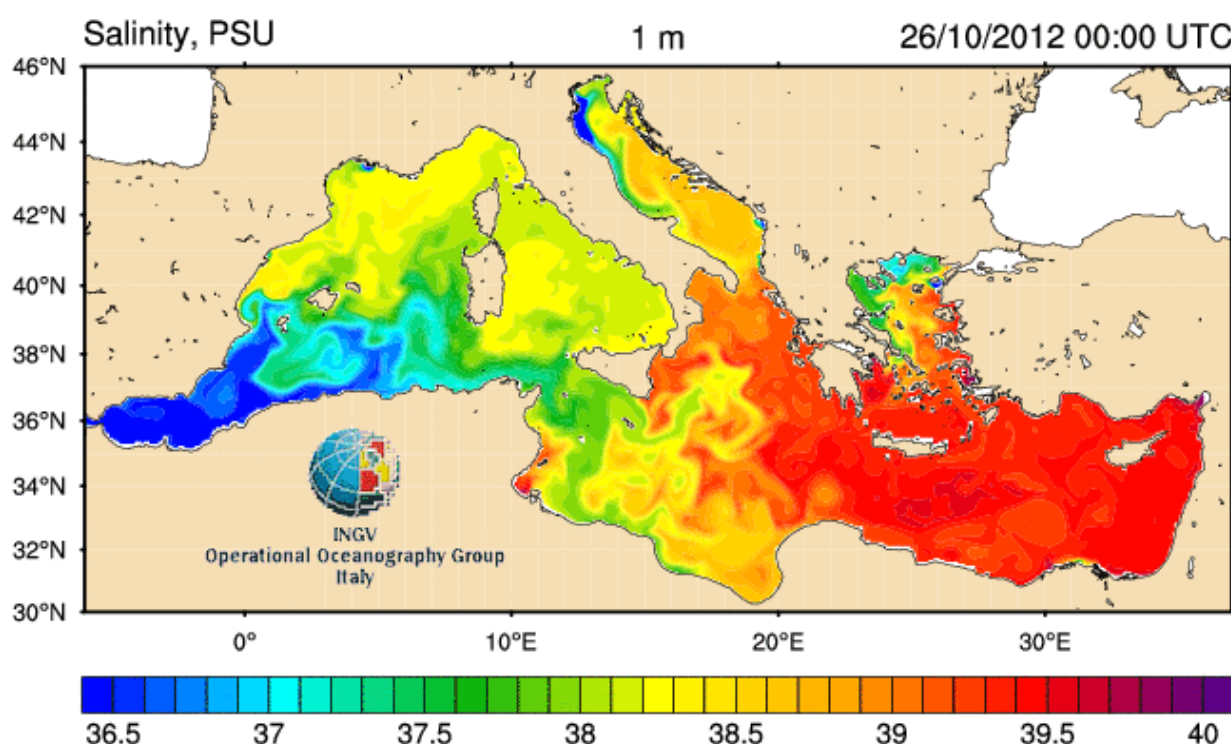 Salinity, PSU 1 m 26/10/2012 00:00 UTC
46°N
44°N
42°N
40°N
38°N
36°N
34°N
32°N
30°N
INGV
Operational Oceanography Group
Italy
0° 10°E 20°E 30°E
36.5 37 37.5 38 38.5 39 39.5 40